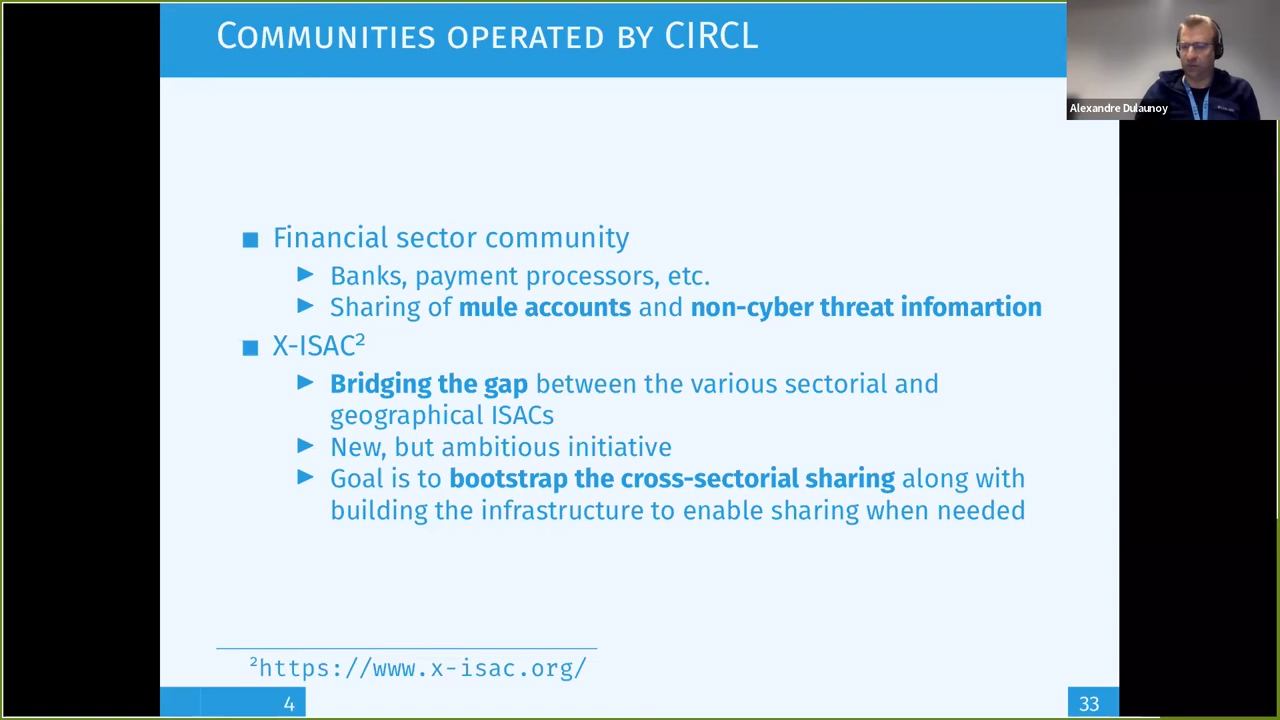 COMMUNITIES OPERATED BY CIRCL
Alexandre Dulaunoy
■ Financial sector community
▶ Banks, payment processors, etc.
▶ Sharing of mule accounts and non-cyber threat infomartion
■ X-ISAC²
▶ Bridging the gap between the various sectorial and
geographical ISACs
▶ New, but ambitious initiative
▶ Goal is to bootstrap the cross-sectorial sharing along with
building the infrastructure to enable sharing when needed
²https://www.x-isac.org/
4
33